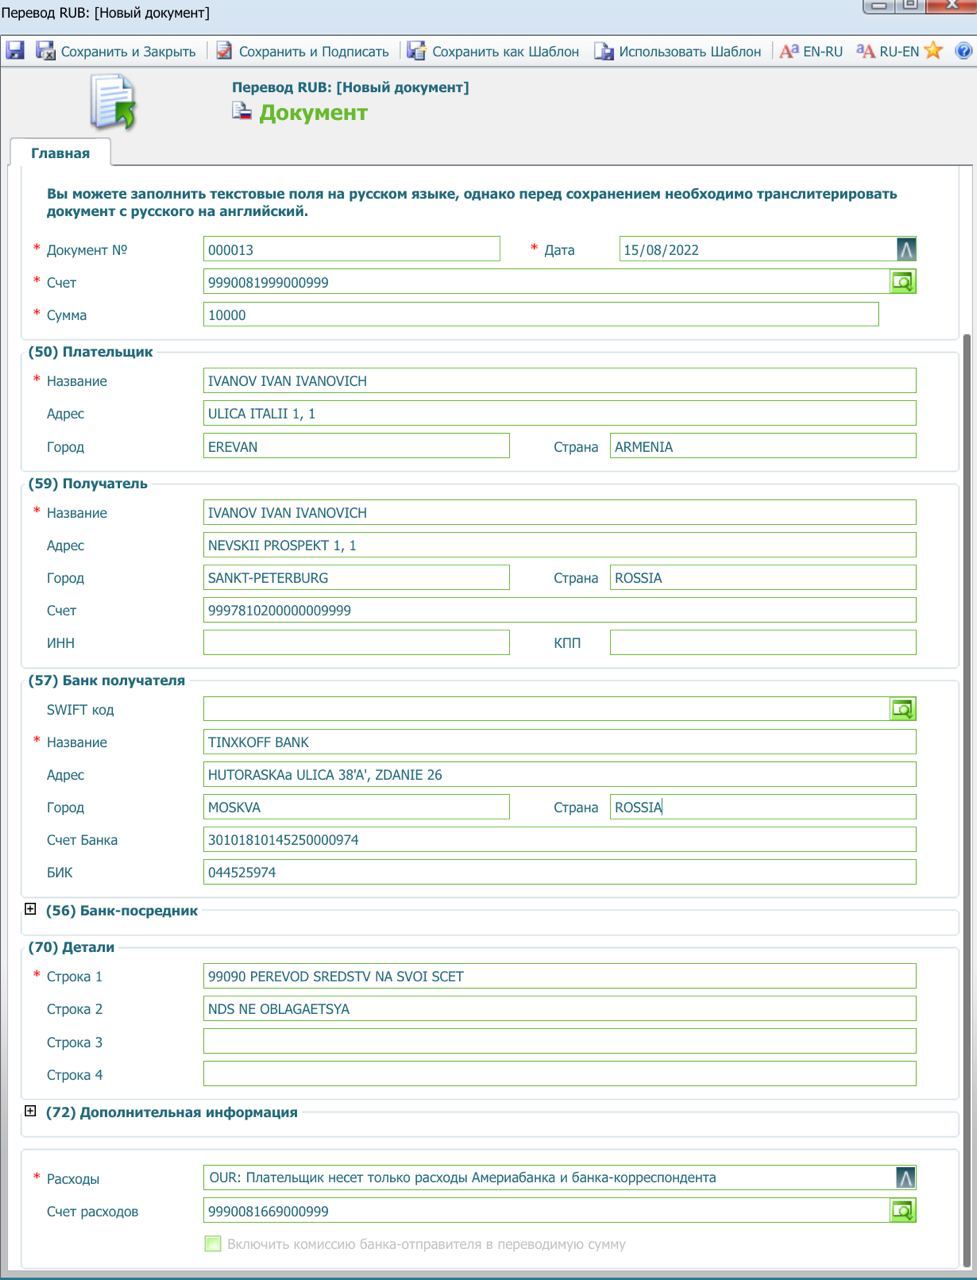 Перевод RUB: [Новый документ]
Сохранить и Закрыть Сохранить и Подписать Сохранить как Шаблон Использовать Шаблон EN-RU RU-EN
Перевод RUB: [Новый документ]
Документ
Главная
Вы можете заполнить текстовые поля на русском языке, однако перед сохранением необходимо транслитерировать
документ с русского на английский.
* Документ № 000013 * Дата 15/08/2022
* Счет 9990081999000999
* Сумма 10000
(50) Плательщик
* Название IVANOV IVAN IVANOVICH
Адрес ULICA ITALII 1, 1
Город EREVAN Страна ARMENIA
(59) Получатель
* Название IVANOV IVAN IVANOVICH
Адрес NEVSKII PROSPEKT 1, 1
Город SANKT-PETERBURG Страна ROSSIA
Счет 9997810200000009999
ИНН КПП
(57) Банк получателя
SWIFT код
* Название TINXKOFF BANK
Адрес HUTORASKAa ULICA 38'A', ZDANIE 26
Город MOSKVA Страна ROSSIA
Счет Банка 30101810145250000974
БИК 044525974
(56) Банк-посредник
(70) Детали
* Строка 1 99090 PEREVOD SREDSTV NA SVOI SCET
Строка 2 NDS NE OBLAGAETSYA
Строка 3
Строка 4
(72) Дополнительная информация
* Расходы OUR: Плательщик несет только расходы Америабанка и банка-корреспондента
Счет расходов 9990081669000999
Включить комиссию банка-отправителя в переводимую сумму